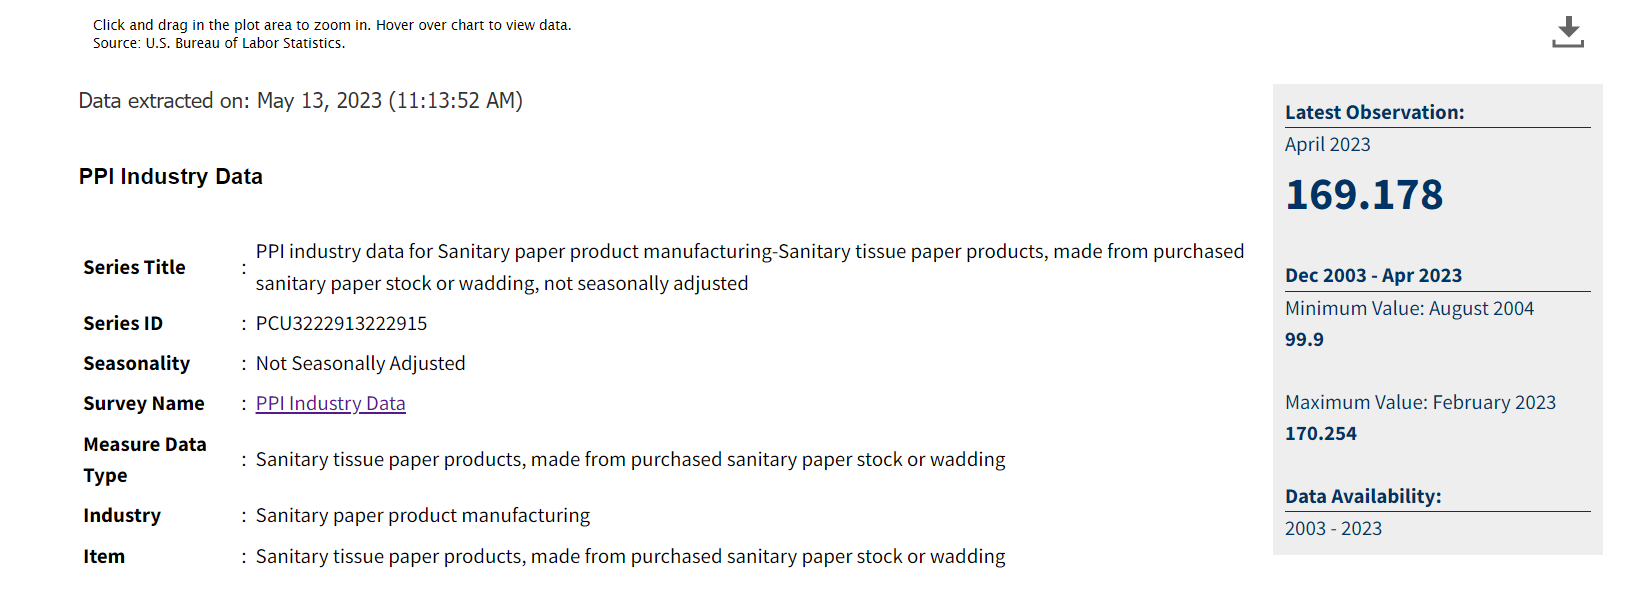 Click and drag in the plot area to zoom in. Hover over chart to view data.
Source: U.S. Bureau of Labor Statistics.
Data extracted on: May 13, 2023 (11:13:52 AM)
PPI Industry Data
Series Title : PPI industry data for Sanitary paper product manufacturing-Sanitary tissue paper products, made from purchased
sanitary paper stock or wadding, not seasonally adjusted
Series ID : PCU3222913222915
Seasonality : Not Seasonally Adjusted
Survey Name : PPI Industry Data
Measure Data
Type : Sanitary tissue paper products, made from purchased sanitary paper stock or wadding
Industry : Sanitary paper product manufacturing
Item : Sanitary tissue paper products, made from purchased sanitary paper stock or wadding
Latest Observation:
April 2023
169.178
Dec 2003 - Apr 2023
Minimum Value: August 2004
99.9
Maximum Value: February 2023
170.254
Data Availability:
2003 - 2023